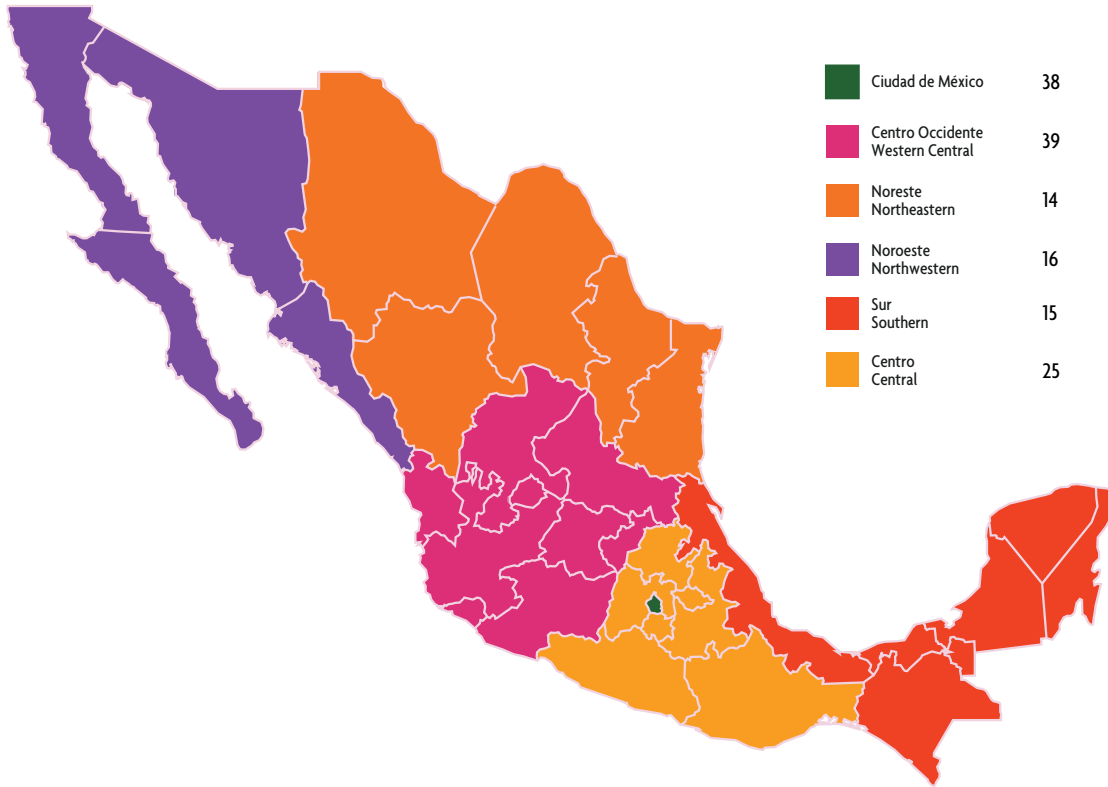 Ciudad de México 38
Centro Occidente
Western Central 39
Noreste
Northeastern 14
Noroeste
Northwestern 16
Sur
Southern 15
Centro
Central 25